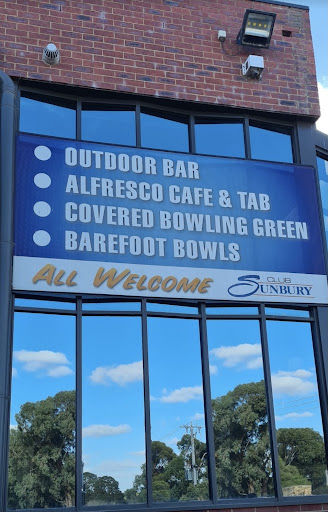 OUTDOOR BAR
ALFRESCO CAFE & TAB
COVERED BOWLING GREEN
BAREFOOT BOWLS
ALL WELCOME
CLUB
SUNBURY